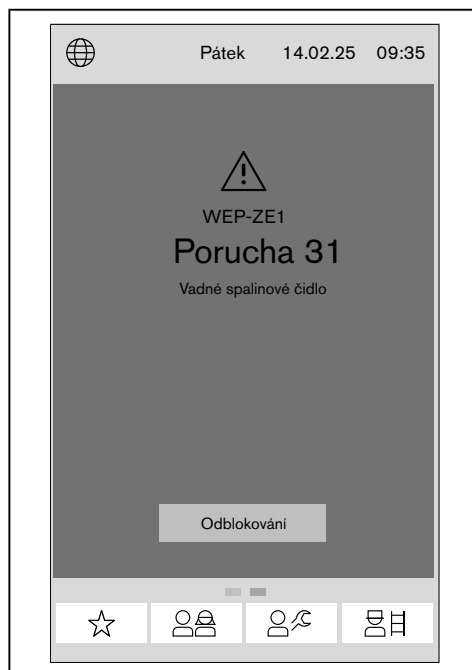 Pátek 14.02.25 09:35
WEP-ZE1
Porucha 31
Vadné spalinové čidlo
Odblokování